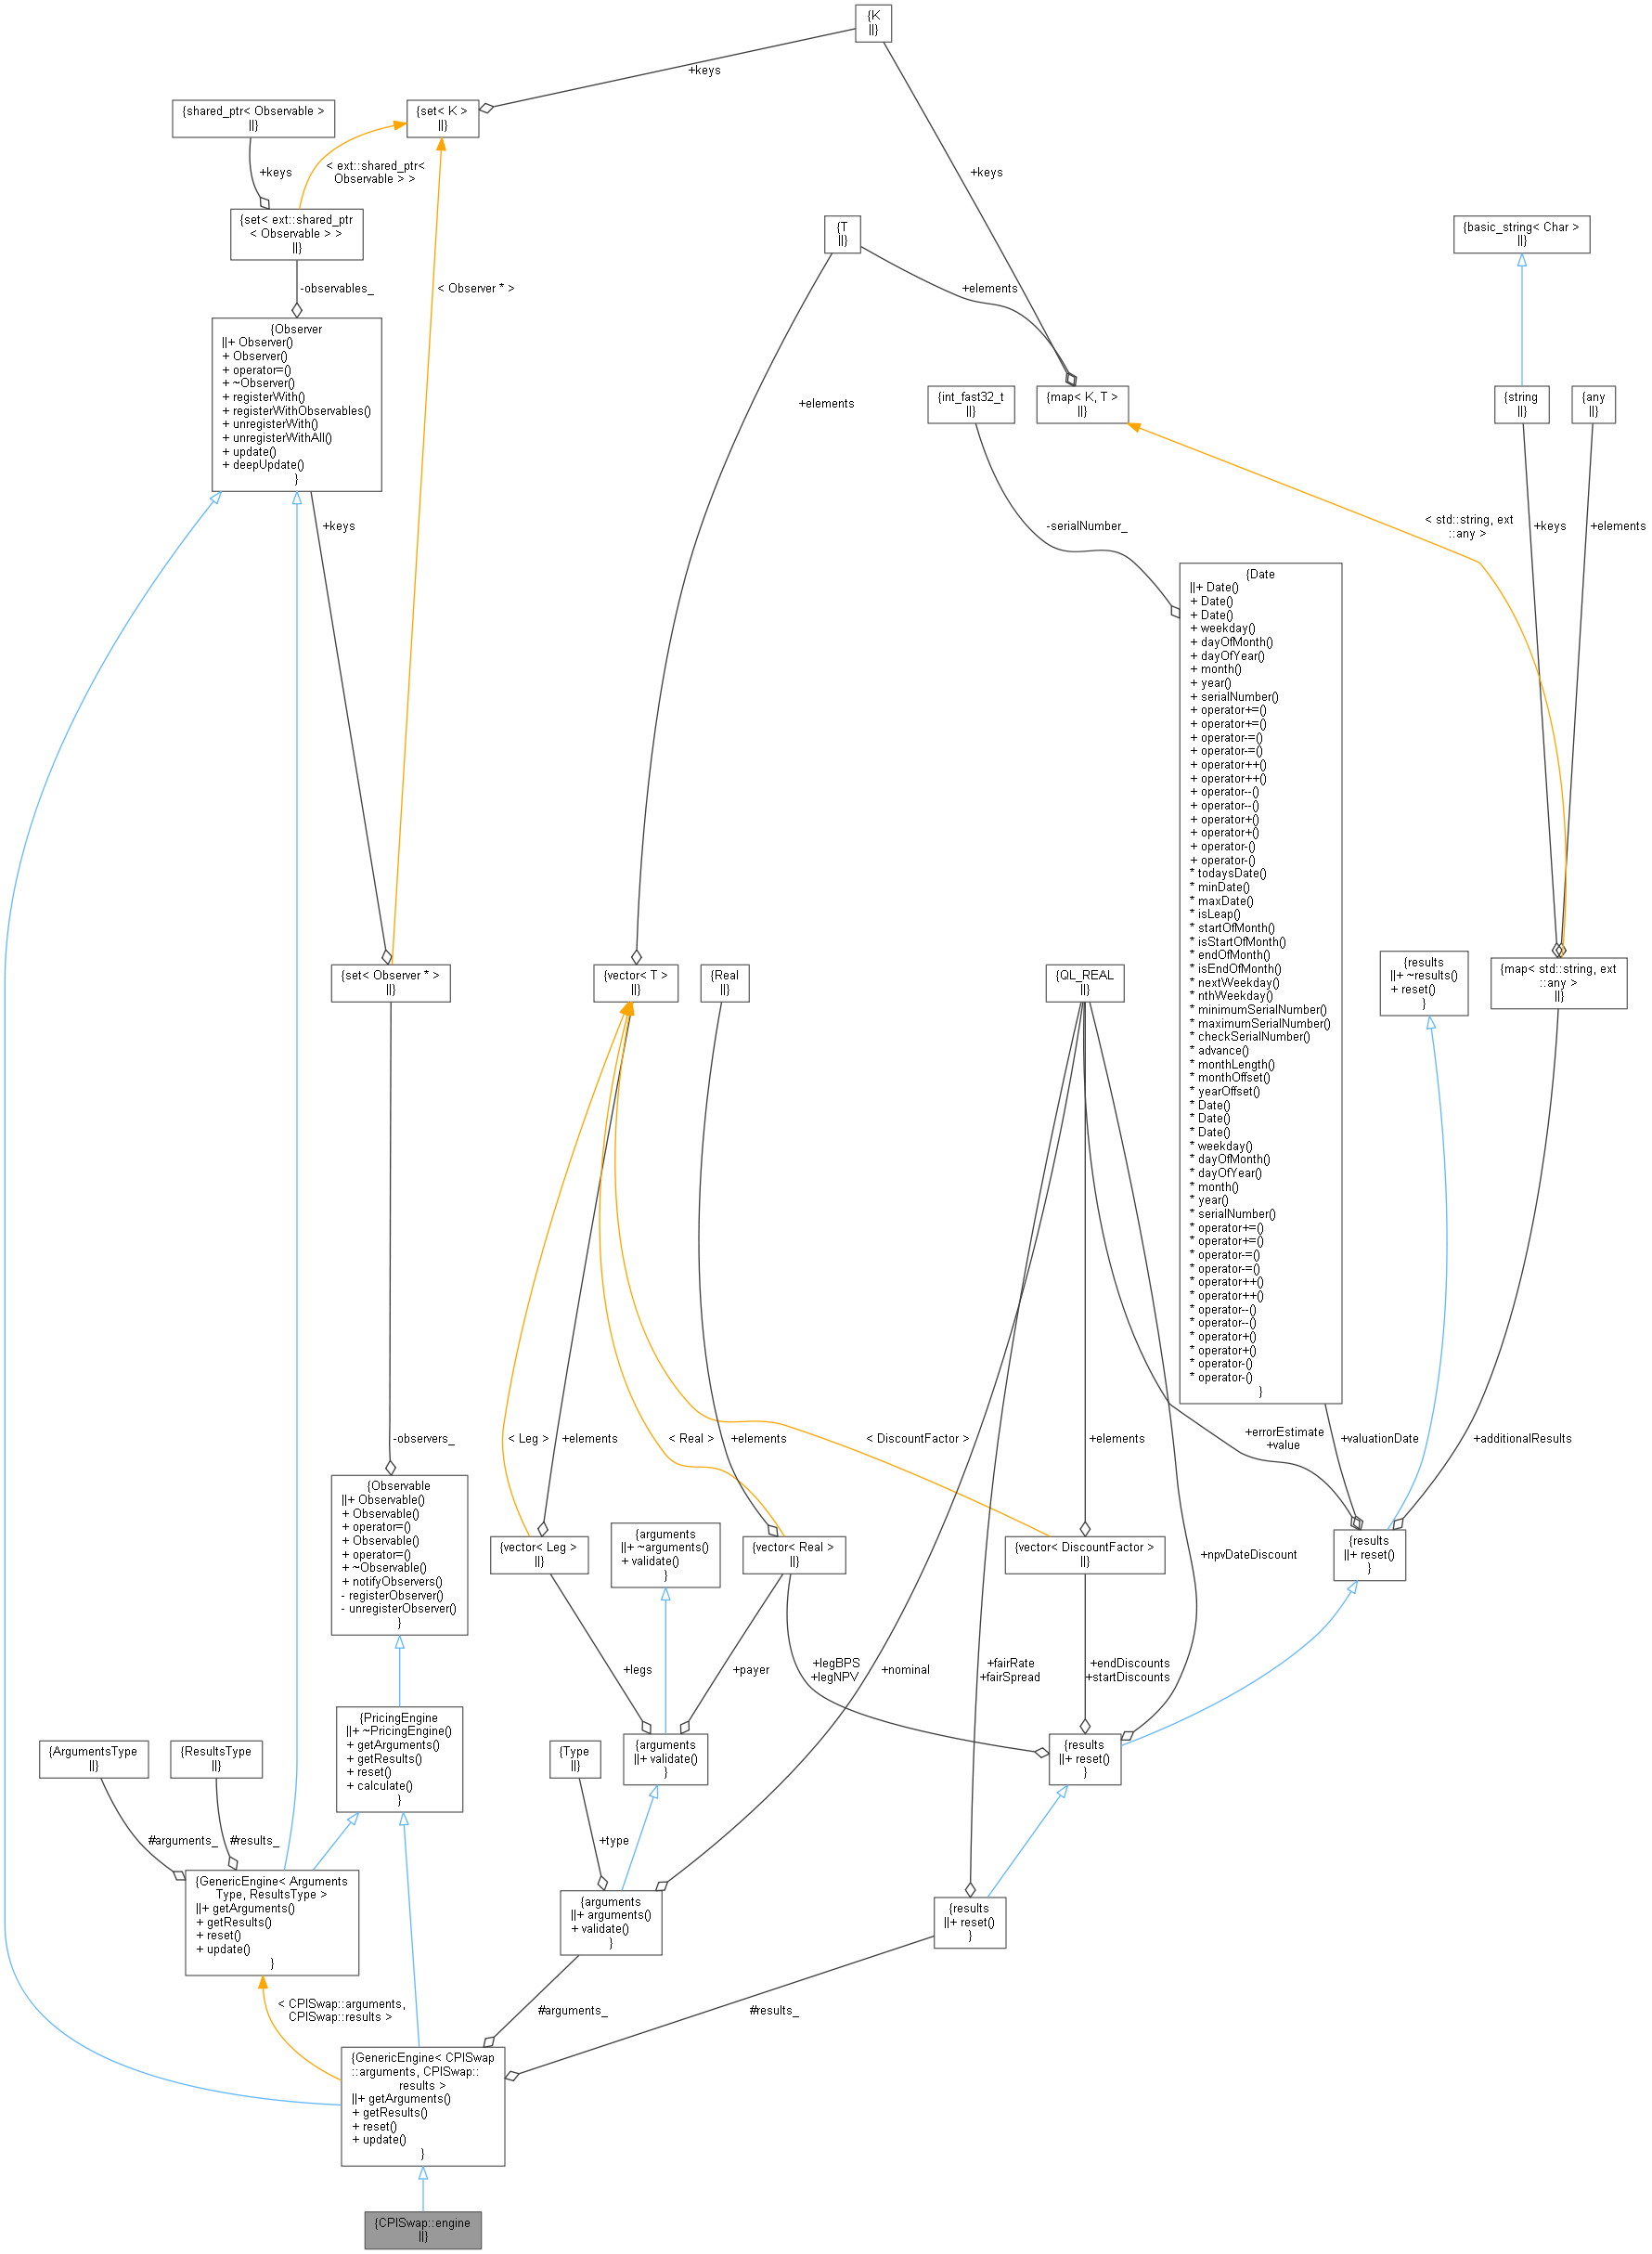 {K
||}
+keys
{shared_ptr< Observable >
||}
{set< K >
||}
+keys
< ext::shared_ptr<
Observable > >
+keys
{set< ext::shared_ptr
< Observable > >
||}
{T
||}
{basic_string< Char >
||}
-observables_
< Observer * >
+elements
{Observer
||+ Observer()
+ Observer()
+ operator=()
+ ~Observer()
+ registerWith()
+ registerWithObservables()
+ unregisterWith()
+ unregisterWithAll()
+ update()
+ deepUpdate()
}
+elements
{int_fast32_t
||}
{map< K, T >
||}
{string
||}
{any
||}
+keys
-serialNumber_
< std::string, ext
::any >
+keys
+elements
{Date
||+ Date()
+ Date()
+ Date()
+ weekday()
+ dayOfMonth()
+ dayOfYear()
+ month()
+ year()
+ serialNumber()
+ operator+=()
+ operator+=()
+ operator-=()
+ operator-=()
+ operator++()
+ operator++()
+ operator--()
+ operator--()
+ operator+()
+ operator+()
+ operator-()
+ operator-()
* todaysDate()
* minDate()
* maxDate()
* isLeap()
* startOfMonth()
* isStartOfMonth()
* endOfMonth()
* isEndOfMonth()
* nextWeekday()
* nthWeekday()
* minimumSerialNumber()
* maximumSerialNumber()
* checkSerialNumber()
* advance()
* monthLength()
* monthOffset()
* yearOffset()
* Date()
* Date()
* Date()
* weekday()
* dayOfMonth()
* dayOfYear()
* month()
* year()
* serialNumber()
* operator+=()
* operator+=()
* operator-=()
* operator-=()
* operator++()
* operator++()
* operator--()
* operator--()
* operator+()
* operator+()
* operator-()
* operator-()
}
{set< Observer * >
||}
{vector< T >
||}
{Real
||}
{QL_REAL
||}
{results
||+ ~results()
+ reset()
}
{map< std::string, ext
::any >
||}
-observers_
< Leg >
+elements
< Real >
+elements
< DiscountFactor >
+elements
+errorEstimate
+value
+valuationDate
+additionalResults
{Observable
||+ Observable()
+ Observable()
+ operator=()
+ Observable()
+ operator=()
+ ~Observable()
+ notifyObservers()
- registerObserver()
- unregisterObserver()
}
{vector< Leg >
||}
{arguments
||+ ~arguments()
+ validate()
}
{vector< Real >
||}
{vector< DiscountFactor >
||}
+npvDateDiscount
{results
||+ reset()
}
+legs
+payer
+legBPS
+legNPV
+nominal
+fairRate
+fairSpread
+endDiscounts
+startDiscounts
{PricingEngine
||+ ~PricingEngine()
+ getArguments()
+ getResults()
+ reset()
+ calculate()
}
{ArgumentsType
||}
{ResultsType
||}
{Type
||}
{arguments
||+ validate()
}
{results
||+ reset()
}
#arguments_
#results_
+type
{GenericEngine< Arguments
Type, ResultsType >
||+ getArguments()
+ getResults()
+ reset()
+ update()
}
{arguments
||+ arguments()
+ validate()
}
{results
||+ reset()
}
< CPISwap::arguments,
CPISwap::results >
#arguments_
#results_
{GenericEngine< CPISwap
::arguments, CPISwap::
results >
||+ getArguments()
+ getResults()
+ reset()
+ update()
}
{CPISwap::engine
||}